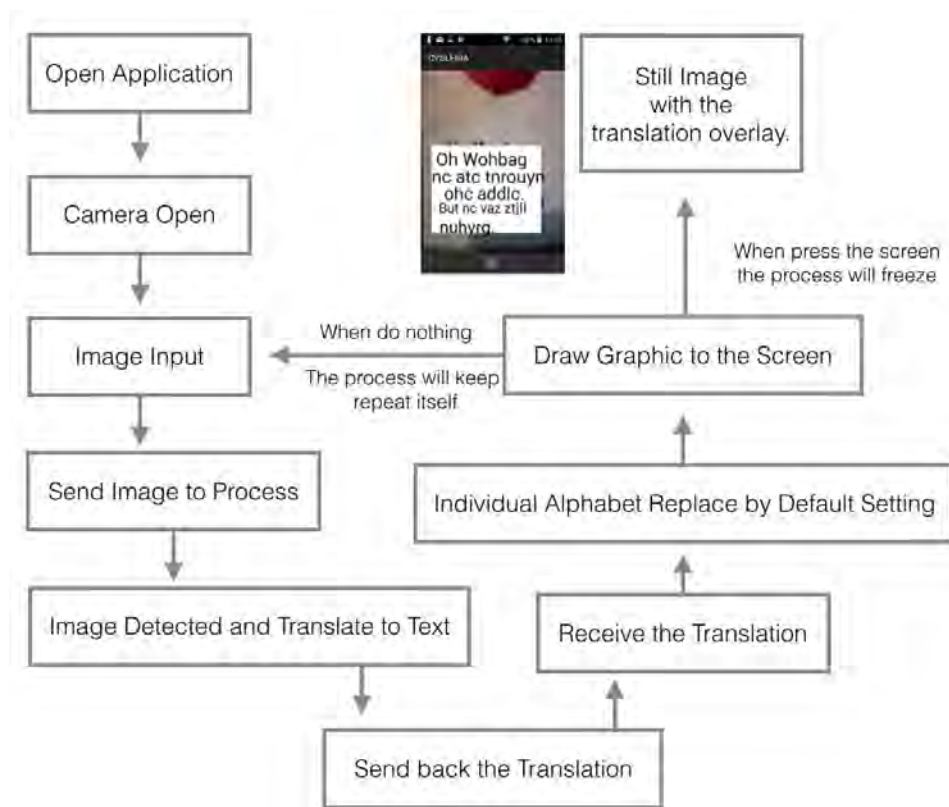 Open Application
Camera Open
Image Input
Send Image to Process
Image Detected and Translate to Text
Send back the Translation
Receive the Translation
Individual Alphabet Replace by Default Setting
Draw Graphic to the Screen
When do nothing
The process will keep
repeat itself
When press the screen
the process will freeze
Still Image
with the
translation overlay.
DYSLEXIA
Oh Wohbag
nc atc tnrouyn
ohc addlc.
But nc vaz ztjll
nuhyrg.